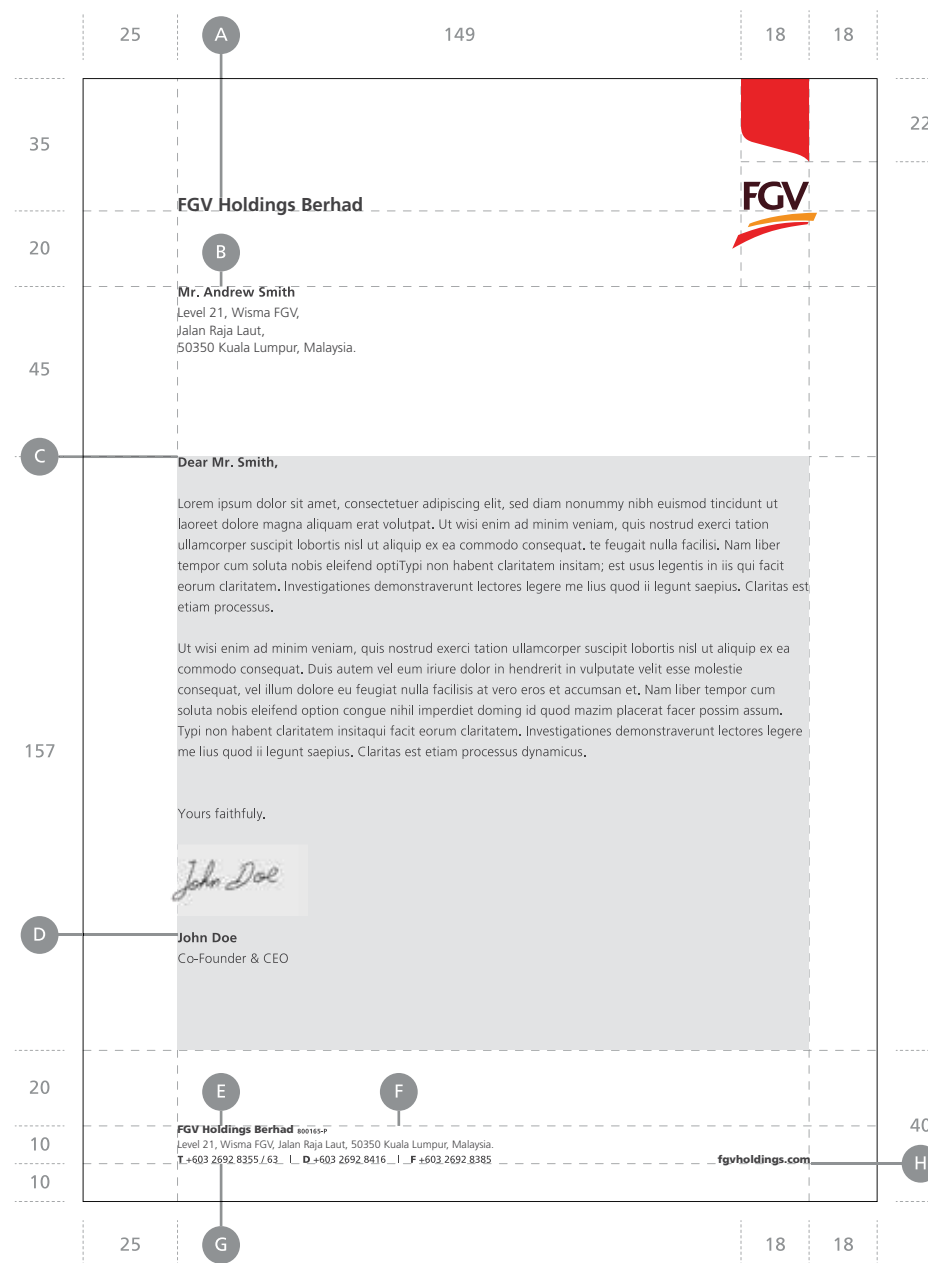 25 A 149 18 18
22
35
FGV
FGV Holdings Berhad
20
B
Mr. Andrew Smith
Level 21, Wisma FGV,
Jalan Raja Laut,
50350 Kuala Lumpur, Malaysia.
45
C
Dear Mr. Smith,
Lorem ipsum dolor sit amet, consectetuer adipiscing elit, sed diam nonummy nibh euismod tincidunt ut
laoreet dolore magna aliquam erat volutpat. Ut wisi enim ad minim veniam, quis nostrud exerci tation
ullamcorper suscipit lobortis nisl ut aliquip ex ea commodo consequat. te feugait nulla facilisi. Nam liber
tempor cum soluta nobis eleifend optiTypi non habent claritatem insitam; est usus legentis in iis qui facit
eorum claritatem. Investigationes demonstraverunt lectores legere me lius quod ii legunt saepius. Claritas est
etiam processus.
Ut wisi enim ad minim veniam, quis nostrud exerci tation ullamcorper suscipit lobortis nisl ut aliquip ex ea
commodo consequat. Duis autem vel eum iriure dolor in hendrerit in vulputate velit esse molestie
consequat, vel illum dolore eu feugiat nulla facilisis at vero eros et accumsan et. Nam liber tempor cum
soluta nobis eleifend option congue nihil imperdiet doming id quod mazim placerat facer possim assum.
Typi non habent claritatem insitaqui facit eorum claritatem. Investigationes demonstraverunt lectores legere
me lius quod ii legunt saepius. Claritas est etiam processus dynamicus.
157
Yours faithfuly.
John Doe
D
John Doe
Co-Founder & CEO
20
E F
FGV Holdings Berhad 800165-P
40
10
Level 21, Wisma FGV, Jalan Raja Laut, 50350 Kuala Lumpur, Malaysia.
T +603 2692 8355 / 63 | D +603 2692 8416 | F +603 2692 8385 fgvholdings.com
H
10
25 G 18 18